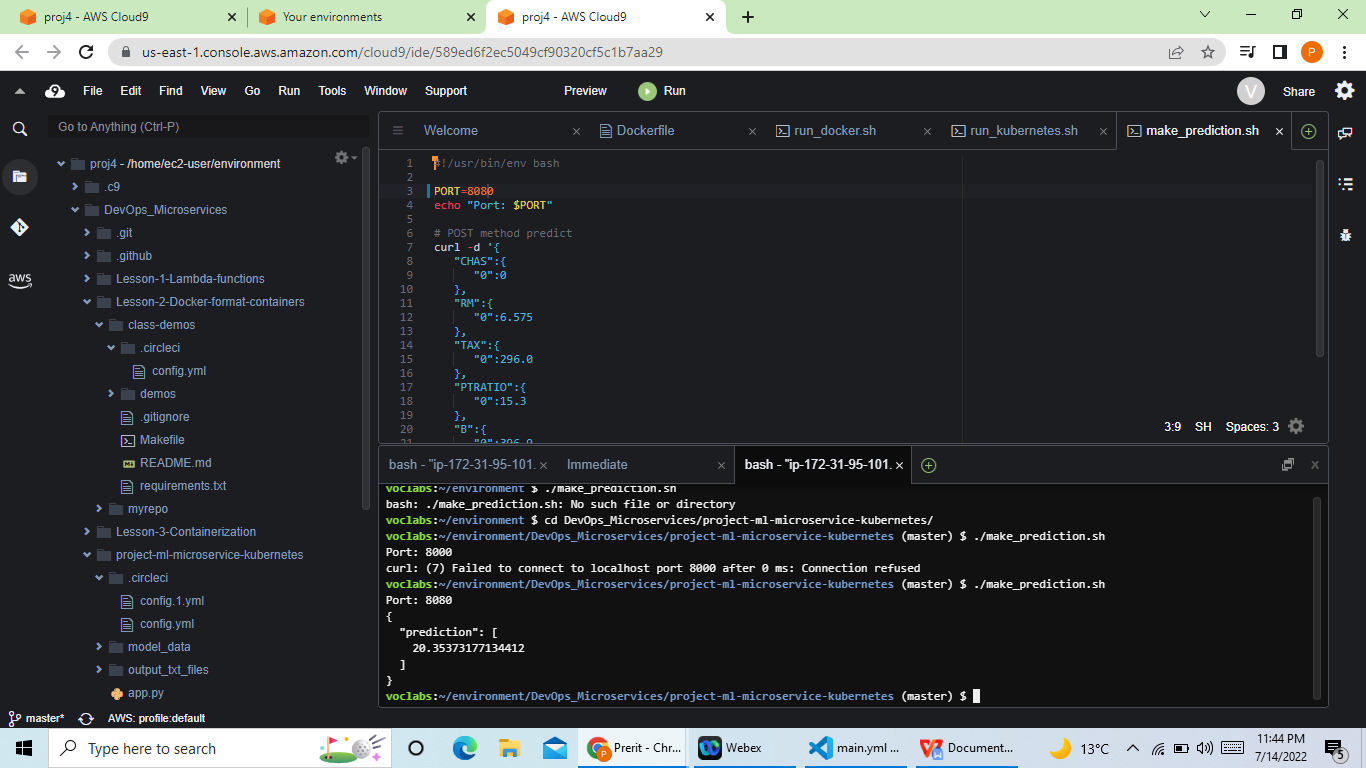 proj4 - AWS Cloud9
Your environments
proj4 - AWS Cloud9
us-east-1.console.aws.amazon.com/cloud9/ide/589ed6f2ec5049cf90320cf5c1b7aa29
P
File Edit Find View Go Run Tools Window Support
Preview
Run
V
Share
Go to Anything (Ctrl-P)
Welcome
Dockerfile
run_docker.sh
run_kubernetes.sh
make_prediction.sh
proj4 - /home/ec2-user/environment
.c9
DevOps_Microservices
.git
.github
Lesson-1-Lambda-functions
Lesson-2-Docker-format-containers
class-demos
.circleci
config.yml
demos
.gitignore
Makefile
README.md
requirements.txt
myrepo
Lesson-3-Containerization
project-ml-microservice-kubernetes
.circleci
config.1.yml
config.yml
model_data
output_txt_files
app.py
aws
1 #!/usr/bin/env bash
2
3 PORT=8080
4 echo "Port: $PORT"
5
6 # POST method predict
7 curl -d '{
8 "CHAS":{
9 "0":0
10 },
11 "RM":{
12 "0":6.575
13 },
14 "TAX":{
15 "0":296.0
16 },
17 "PTRATIO":{
18 "0":15.3
19 },
20 "B":{
21 "0":396.9
3:9 SH Spaces: 3
bash - "ip-172-31-95-101.
Immediate
bash - "ip-172-31-95-101.
voclabs:~/environment $ ./make_prediction.sh
bash: ./make_prediction.sh: No such file or directory
voclabs:~/environment $ cd DevOps_Microservices/project-ml-microservice-kubernetes/
voclabs:~/environment/DevOps_Microservices/project-ml-microservice-kubernetes (master) $ ./make_prediction.sh
Port: 8000
curl: (7) Failed to connect to localhost port 8000 after 0 ms: Connection refused
voclabs:~/environment/DevOps_Microservices/project-ml-microservice-kubernetes (master) $ ./make_prediction.sh
Port: 8080
{
"prediction": [
20.35373177134412
]
}
voclabs:~/environment/DevOps_Microservices/project-ml-microservice-kubernetes (master) $
master*
AWS: profile:default
Type here to search
Prerit - Chr...
Webex
main.yml ...
Document...
13°C
11:44 PM
7/14/2022
5